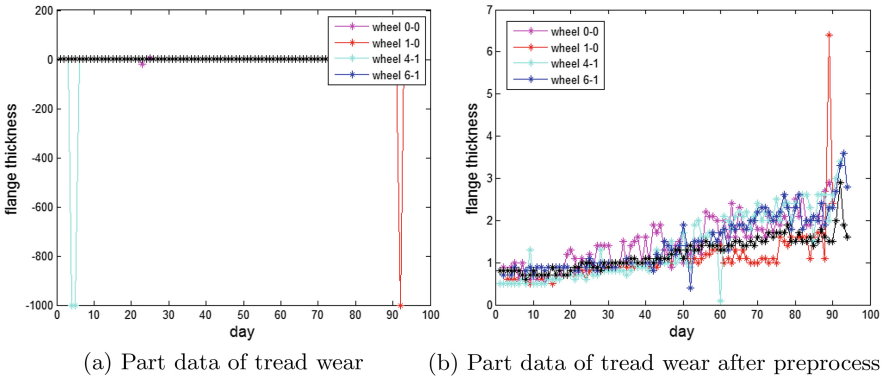 200
0
-200
-400
-600
-800
-1000
0
10
20
30
40
50
60
70
80
90
100
flange thickness
day
wheel 0-0
wheel 1-0
wheel 4-1
wheel 6-1
(a) Part data of tread wear
7
6
5
4
3
2
1
0
0
10
20
30
40
50
60
70
80
90
100
flange thickness
day
wheel 0-0
wheel 1-0
wheel 4-1
wheel 6-1
(b) Part data of tread wear after preprocess